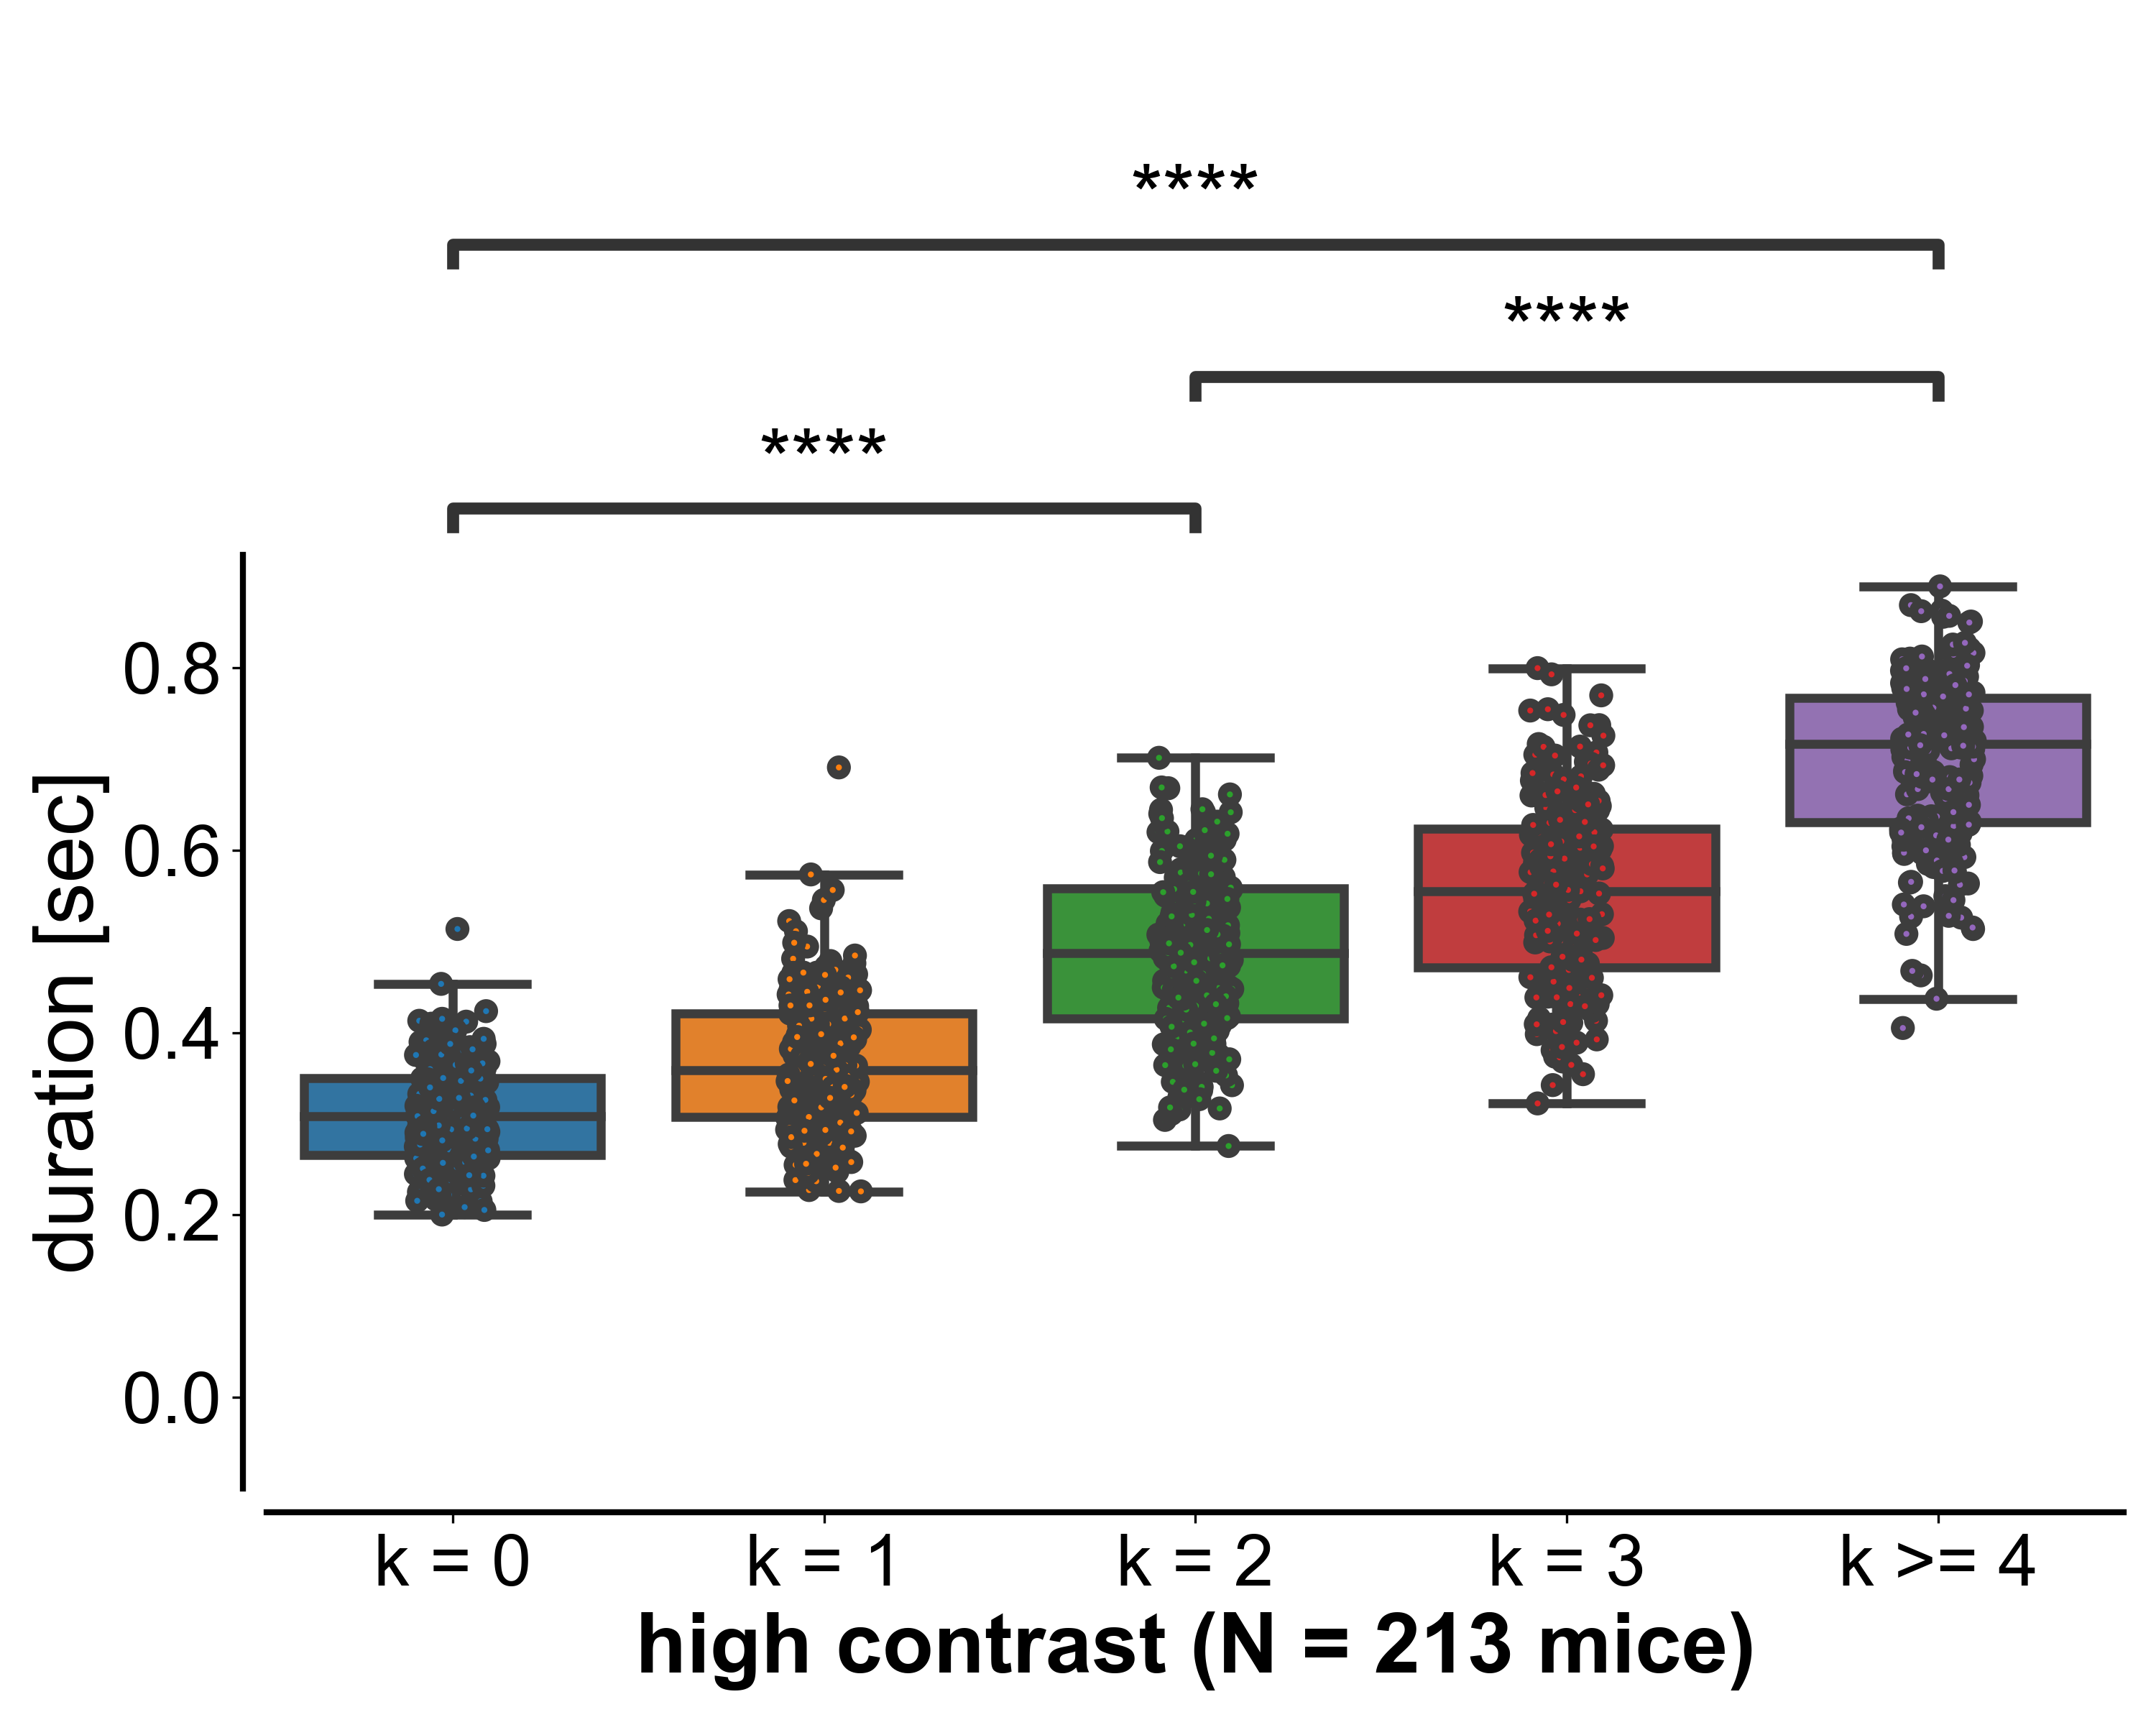 ****
****
****
duration [sec]
0.8
0.6
0.4
0.2
0.0
k = 0
k = 1
k = 2
k = 3
k >= 4
high contrast (N = 213 mice)